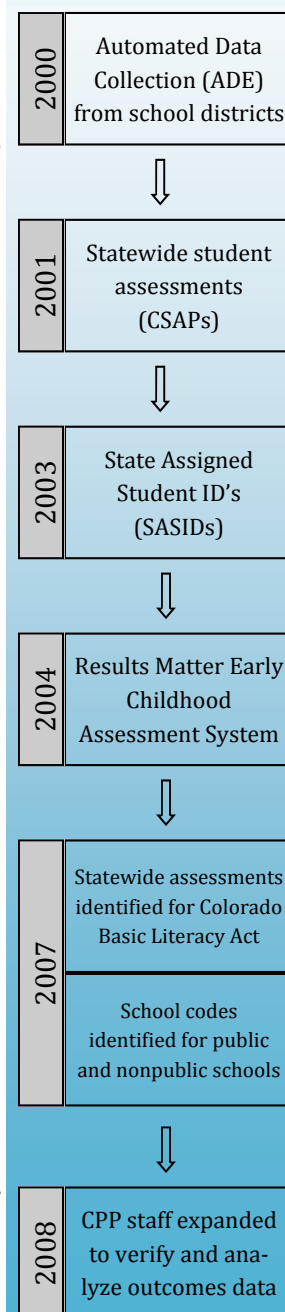 2000
Automated Data
Collection (ADE)
from school districts
2001
Statewide student
assessments
(CSAPs)
2003
State Assigned
Student ID’s
(SASIDs)
2004
Results Matter Early
Childhood
Assessment System
2007
Statewide assessments
identified for Colorado
Basic Literacy Act
School codes
identified for public
and nonpublic schools
2008
CPP staff expanded
to verify and ana-
lyze outcomes data